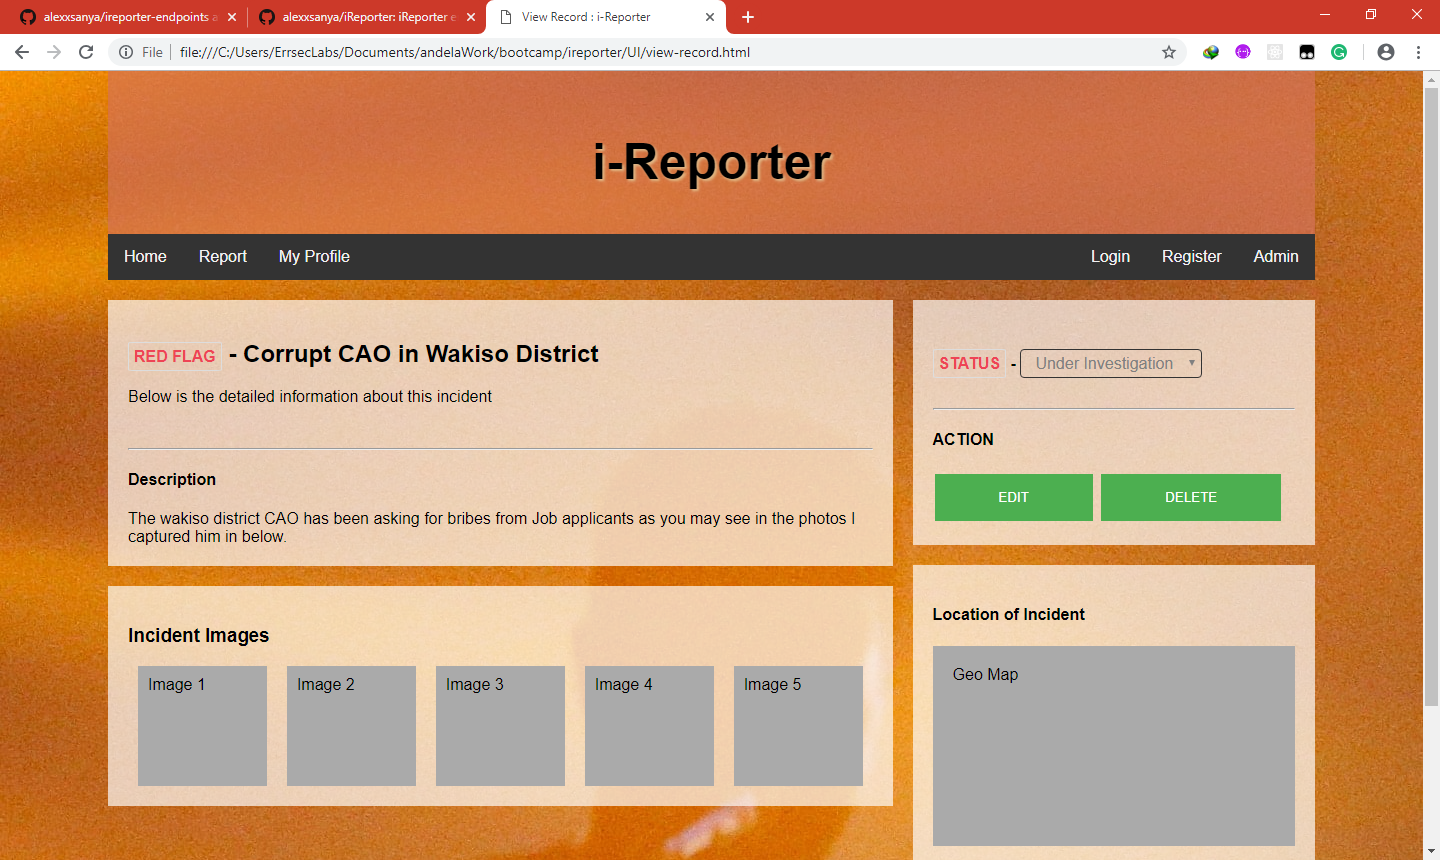 alexxsanya/ireporter-endpoints a
alexxsanya/iReporter: iReporter e
View Record : i-Reporter
File
file:///C:/Users/ErrsecLabs/Documents/andelaWork/bootcamp/ireporter/UI/view-record.html
i-Reporter
Home Report My Profile Login Register Admin
RED FLAG - Corrupt CAO in Wakiso District
Below is the detailed information about this incident
Description
The wakiso district CAO has been asking for bribes from Job applicants as you may see in the photos I
captured him in below.
Incident Images
Image 1 Image 2 Image 3 Image 4 Image 5
STATUS - Under Investigation
ACTION
EDIT DELETE
Location of Incident
Geo Map